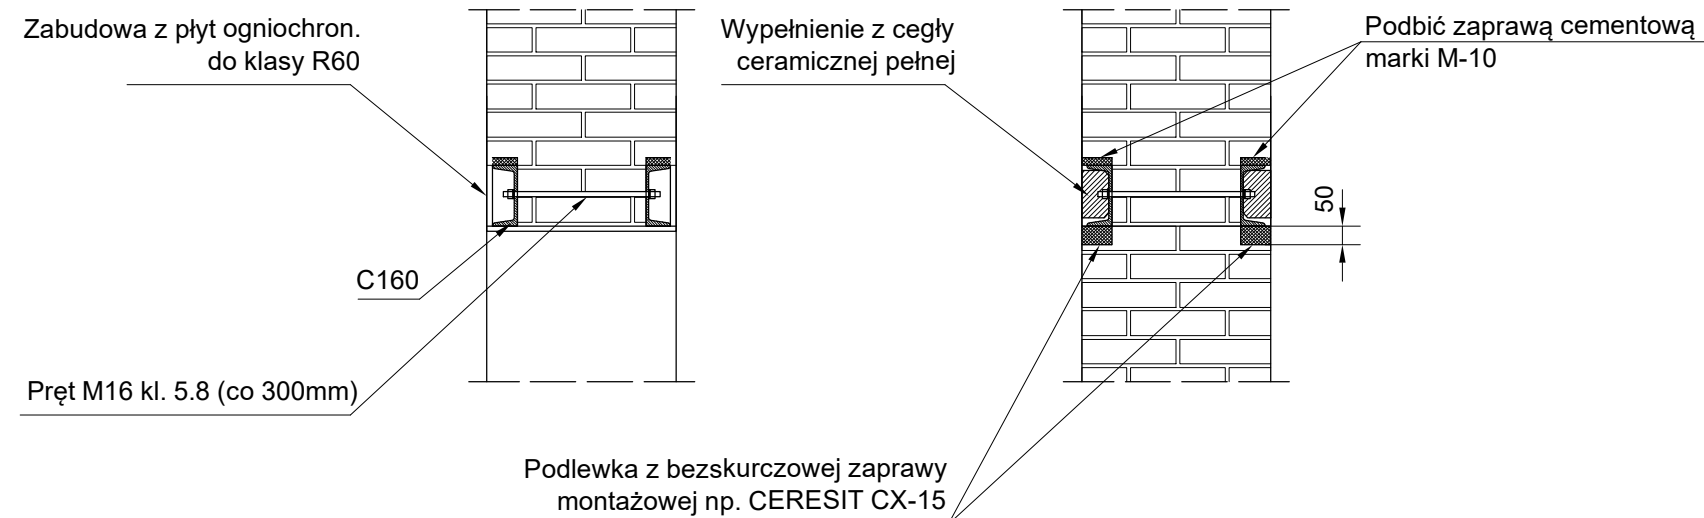 Zabudowa z płyt ogniochron.
do klasy R60
C160
Pręt M16 kl. 5.8 (co 300mm)
Wypełnienie z cegły
ceramicznej pełnej
Podbić zaprawą cementową
marki M-10
50
Podlewka z bezskurczowej zaprawy
montażowej np. CERESIT CX-15